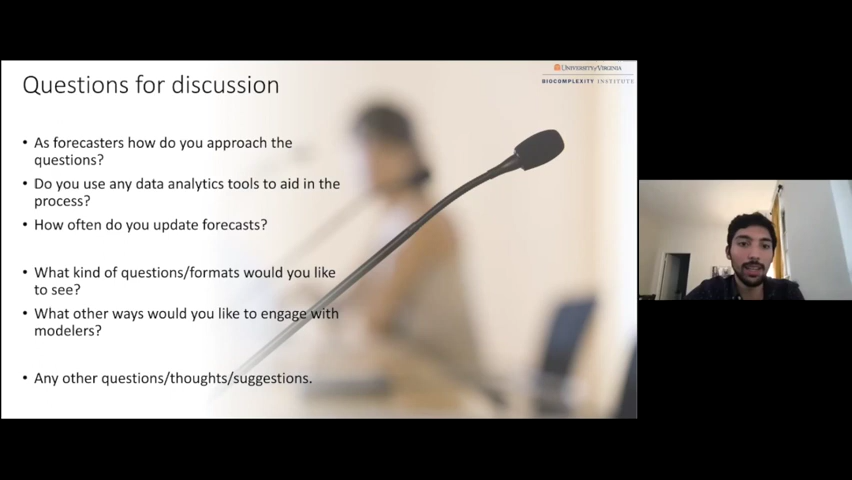 Questions for discussion
UNIVERSITY of VIRGINIA
BIOCOMPLEXITY INSTITUTE
• As forecasters how do you approach the
questions?
• Do you use any data analytics tools to aid in the
process?
• How often do you update forecasts?
• What kind of questions/formats would you like
to see?
• What other ways would you like to engage with
modelers?
• Any other questions/thoughts/suggestions.